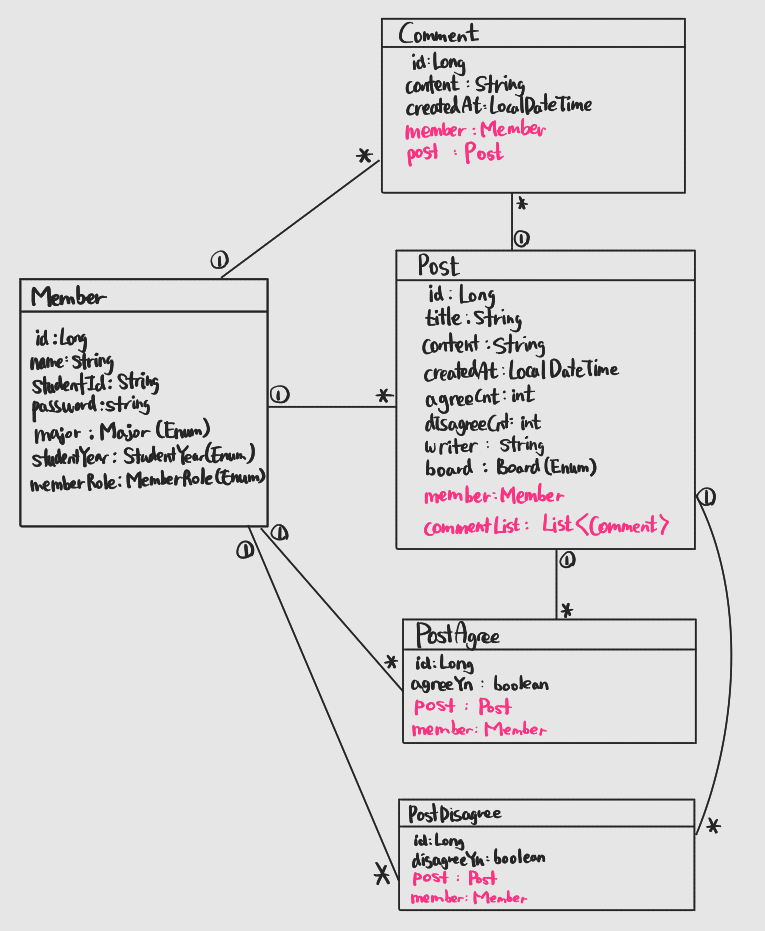 Comment
id:Long
content : String
createdAt:LocalDateTime
member : Member
post : Post
*
1
*
1
Member
id:Long
name:String
studentId: String
password:String
major : Major (Enum)
studentYear: StudentYear(Enum)
memberRole:MemberRole(Enum)
1
*
Post
id: Long
title:String
content:String
createdAt:LocalDateTime
agreeCnt: int
disagreeCnt: int
writer : String
board : Board(Enum)
member:Member
commentList: List<Comment>
1
1
*
1
1
*
PostAgree
id:Long
agreeYn : boolean
post : Post
member:Member
PostDisagree
id:Long
disagreeYn:boolean
post : Post
member:Member
*
*